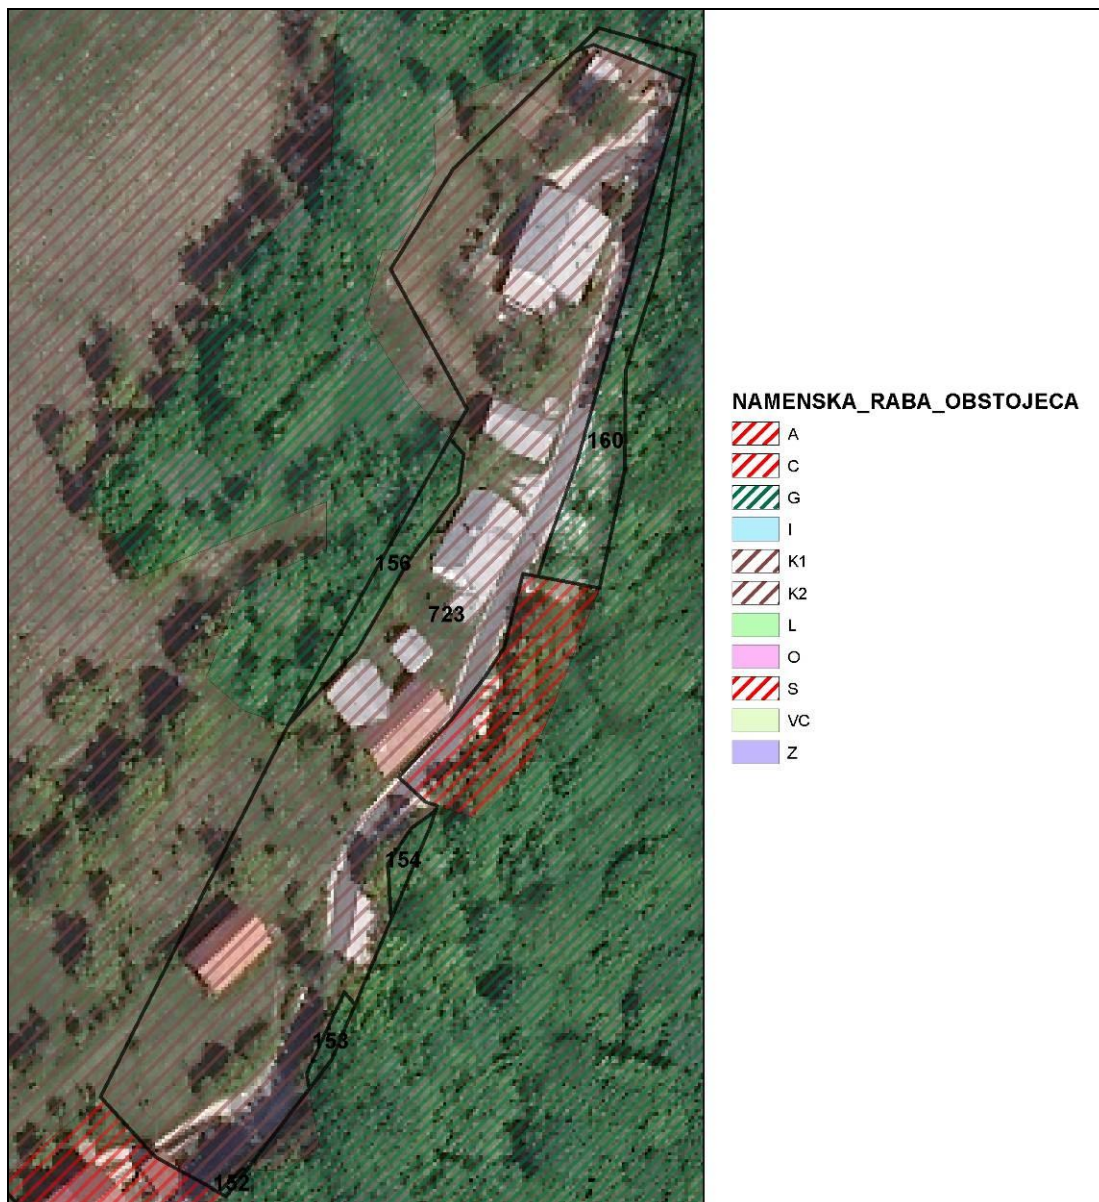 160
156
723
154
153
152
NAMENSKA_RABA_OBSTOJECA
A
C
G
I
K1
K2
L
O
S
VC
Z